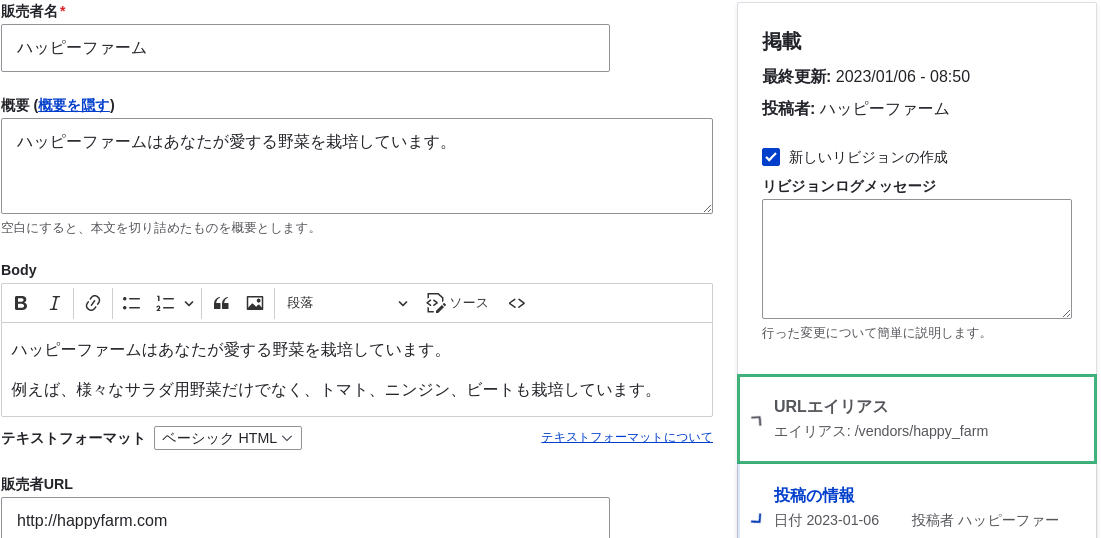 販売者名*
ハッピーファーム
概要 (概要を隠す)
ハッピーファームはあなたが愛する野菜を栽培しています。
空白にすると、本文を切り詰めたものを概要とします。
Body
B I 段落 ソース
ハッピーファームはあなたが愛する野菜を栽培しています。
例えば、様々なサラダ用野菜だけでなく、トマト、ニンジン、ビートも栽培しています。
テキストフォーマット ベーシック HTML テキストフォーマットについて
販売者URL
http://happyfarm.com
掲載
最終更新: 2023/01/06 - 08:50
投稿者: ハッピーファーム
新しいリビジョンの作成
リビジョンログメッセージ
行った変更について簡単に説明します。
URLエイリアス
エイリアス: /vendors/happy_farm
投稿の情報
日付 2023-01-06 投稿者 ハッピーファー